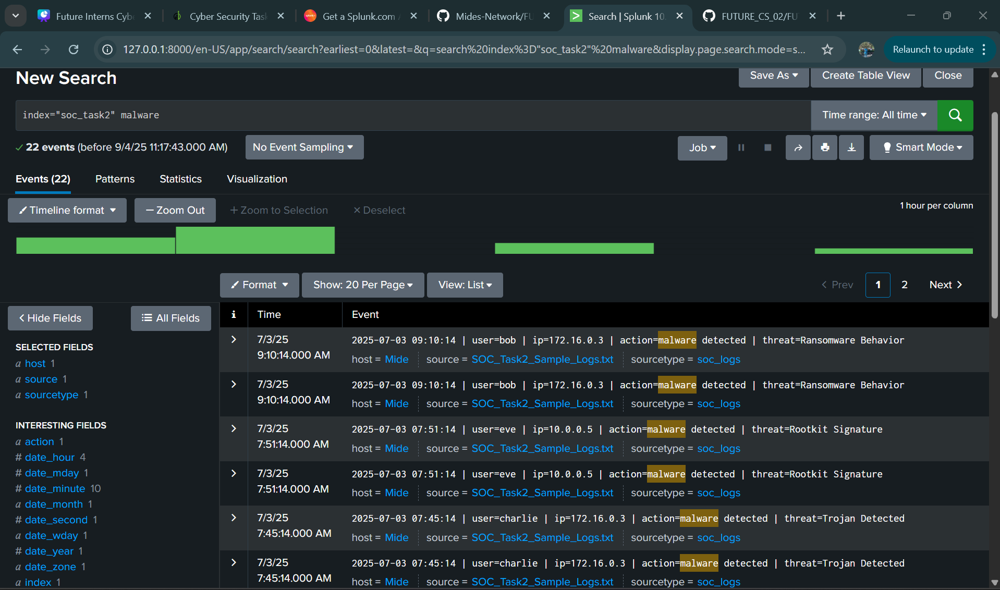 Future Interns Cybe
Cyber Security Task
Get a Splunk.com A
Mides-Network/FU
Search | Splunk 10.
FUTURE_CS_02/FU
127.0.0.1:8000/en-US/app/search/search?earliest=0&latest=&q=search%20index%3D"soc_task2"%20malware&display.page.search.mode=s...
Relaunch to update
New Search
Save As
Create Table View
Close
index="soc_task2" malware
Time range: All time
22 events (before 9/4/25 11:17:43.000 AM)
No Event Sampling
Job
Smart Mode
Events (22)
Patterns
Statistics
Visualization
Timeline format
Zoom Out
+ Zoom to Selection
× Deselect
1 hour per column
Format
Show: 20 Per Page
View: List
Prev
1
2
Next
Hide Fields
All Fields
i
Time
Event
SELECTED FIELDS
a host 1
a source 1
a sourcetype 1
INTERESTING FIELDS
a action 1
# date_hour 4
# date_mday 1
# date_minute 10
a date_month 1
# date_second 1
a date_wday 1
# date_year 1
a date_zone 1
a index 1
7/3/25
9:10:14.000 AM
2025-07-03 09:10:14 | user=bob | ip=172.16.0.3 | action=malware detected | threat=Ransomware Behavior
host = Mide source = SOC_Task2_Sample_Logs.txt sourcetype = soc_logs
7/3/25
9:10:14.000 AM
2025-07-03 09:10:14 | user=bob | ip=172.16.0.3 | action=malware detected | threat=Ransomware Behavior
host = Mide source = SOC_Task2_Sample_Logs.txt sourcetype = soc_logs
7/3/25
7:51:14.000 AM
2025-07-03 07:51:14 | user=eve | ip=10.0.0.5 | action=malware detected | threat=Rootkit Signature
host = Mide source = SOC_Task2_Sample_Logs.txt sourcetype = soc_logs
7/3/25
7:51:14.000 AM
2025-07-03 07:51:14 | user=eve | ip=10.0.0.5 | action=malware detected | threat=Rootkit Signature
host = Mide source = SOC_Task2_Sample_Logs.txt sourcetype = soc_logs
7/3/25
7:45:14.000 AM
2025-07-03 07:45:14 | user=charlie | ip=172.16.0.3 | action=malware detected | threat=Trojan Detected
host = Mide source = SOC_Task2_Sample_Logs.txt sourcetype = soc_logs
7/3/25
7:45:14.000 AM
2025-07-03 07:45:14 | user=charlie | ip=172.16.0.3 | action=malware detected | threat=Trojan Detected
host = Mide source = SOC_Task2_Sample_Logs.txt sourcetype = soc_logs